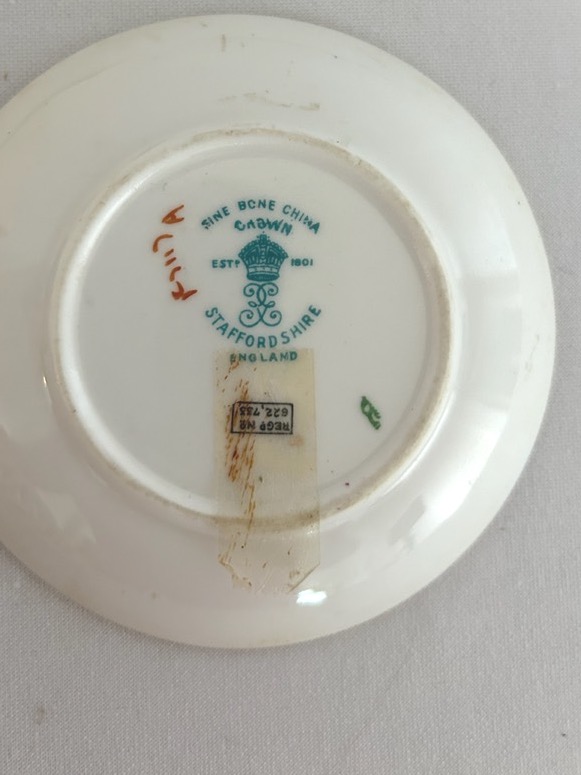 FINE BONE CHINA
CROWN
ESTD 1801
STAFFORDSHIRE
ENGLAND
REGD NO
622,733